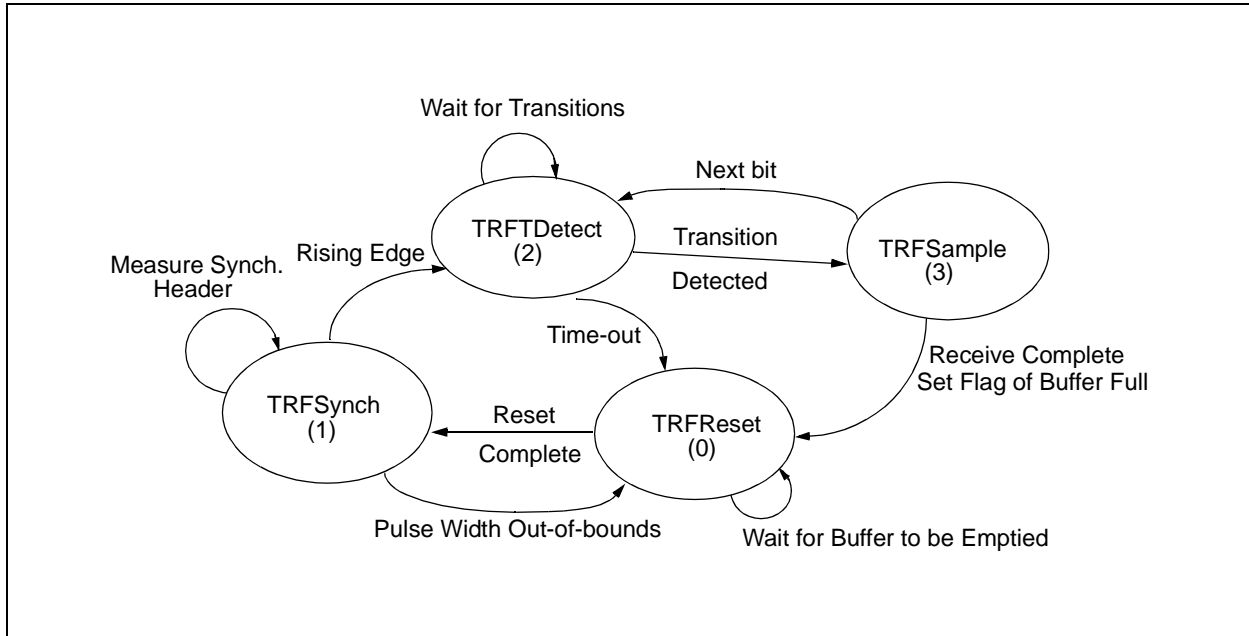 Wait for Transitions
Next bit
TRFTDetect
(2)
Transition
Detected
TRFSample
(3)
Rising Edge
Measure Synch.
Header
Time-out
Receive Complete
Set Flag of Buffer Full
TRFSynch
(1)
Reset
Complete
TRFReset
(0)
Pulse Width Out-of-bounds
Wait for Buffer to be Emptied